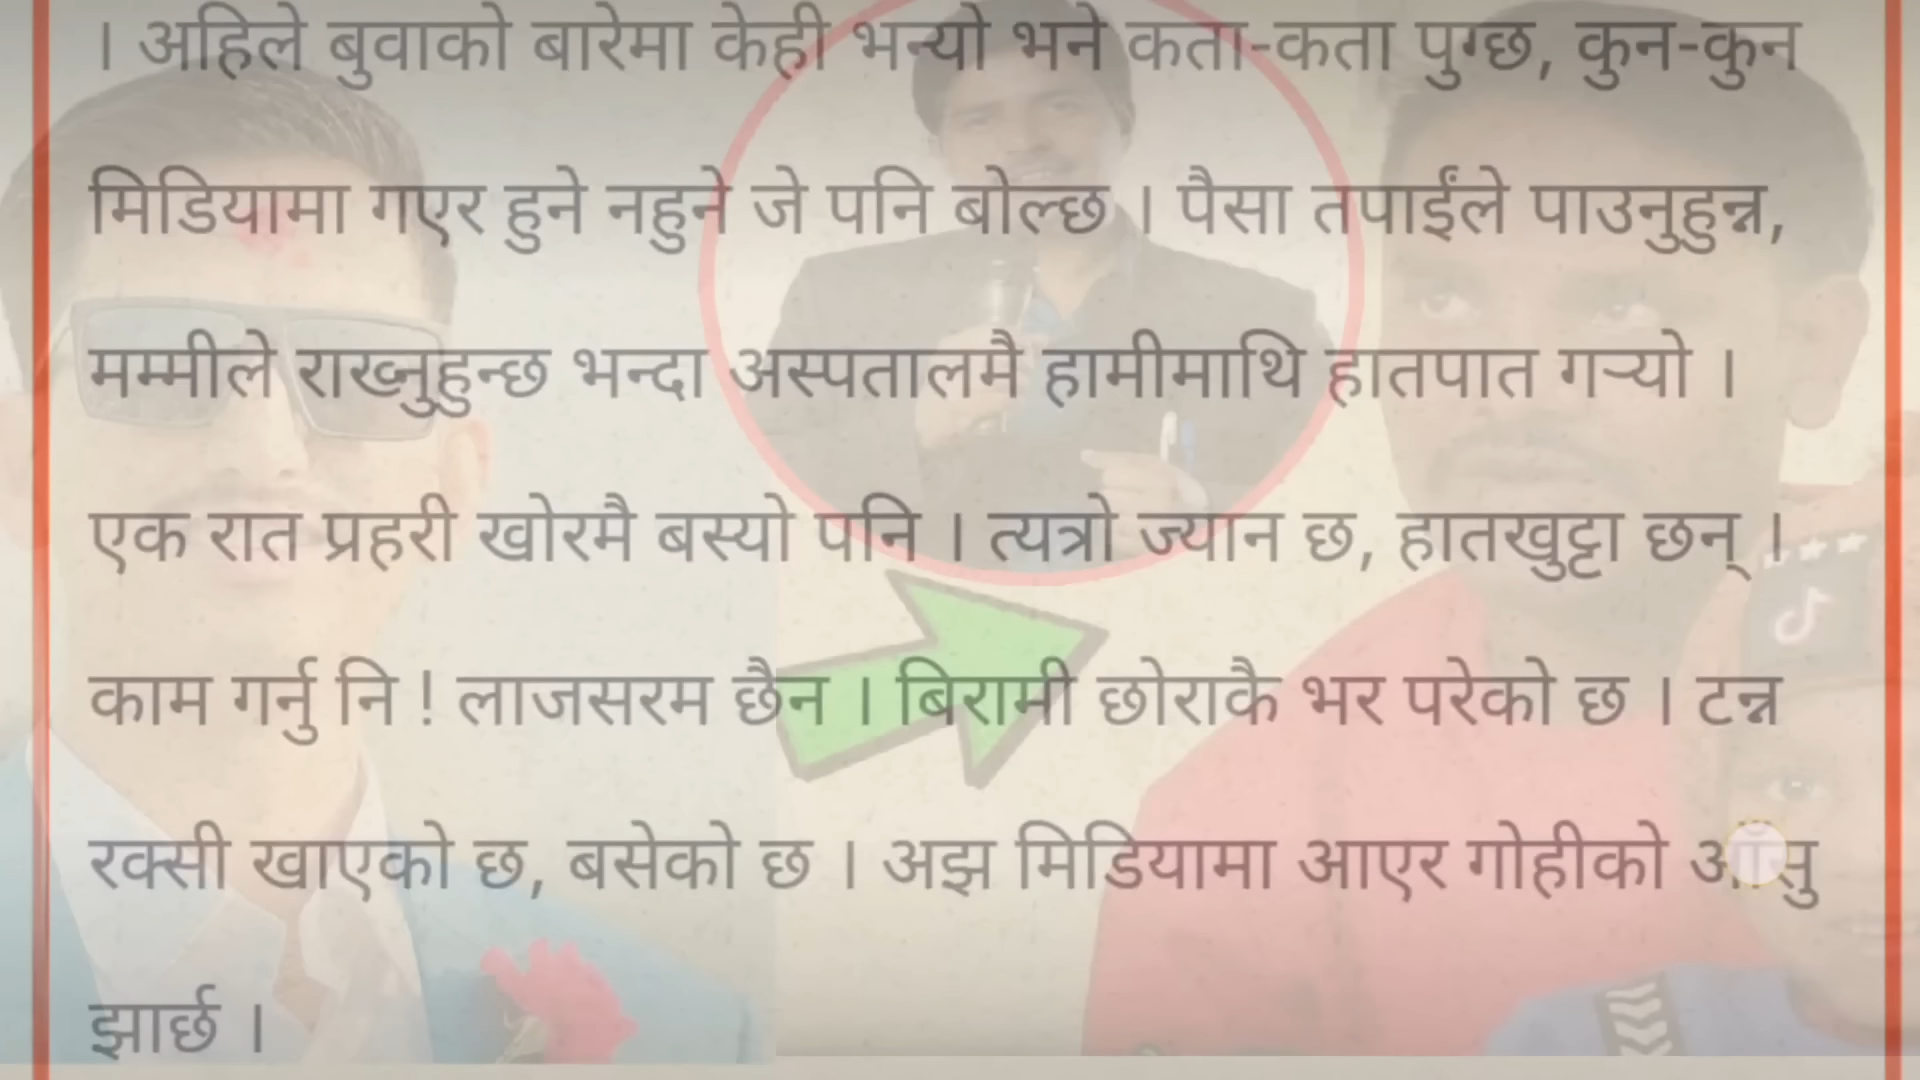 । अहिले बुवाको बारेमा केही भन्यो भने कता-कता पुग्छ, कुन-कुन
मिडियामा गएर हुने नहुने जे पनि बोल्छ । पैसा तपाईंले पाउनुहुन्न,
मम्मीले राख्नुहुन्छ भन्दा अस्पतालमै हामीमाथि हातपात गर्‍यो ।
एक रात प्रहरी खोरमै बस्यो पनि । त्यत्रो ज्यान छ, हातखुट्टा छन् ।
काम गर्नु नि ! लाजसरम छैन । बिरामी छोराकै भर परेको छ । टन्न
रक्सी खाएको छ, बसेको छ । अझ मिडियामा आएर गोहीको आँसु
झार्छ ।